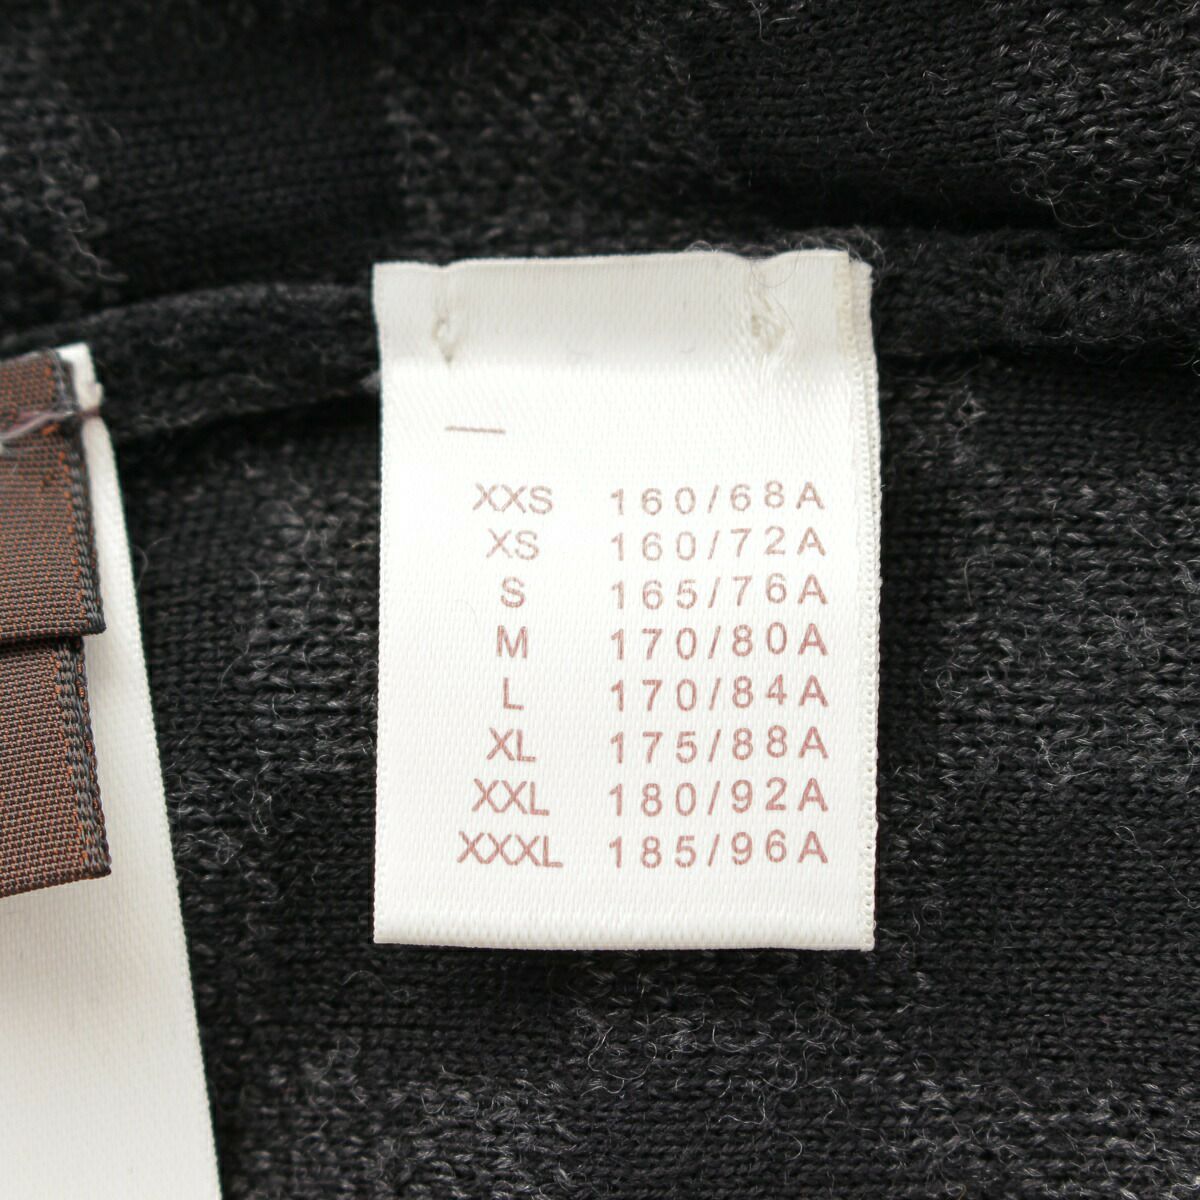 XXS 160/68A
XS 160/72A
S 165/76A
M 170/80A
L 170/84A
XL 175/88A
XXL 180/92A
XXXL 185/96A